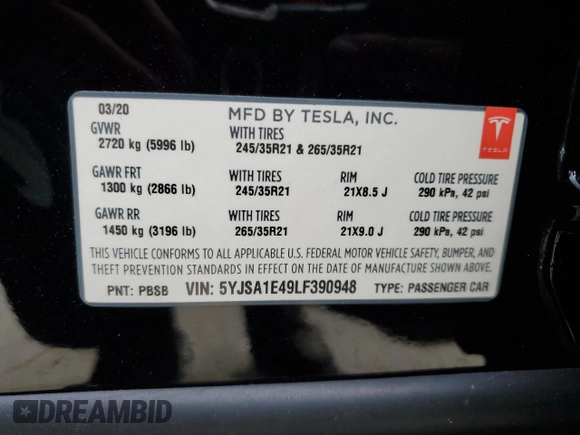 03/20 MFD BY TESLA, INC.
GVWR WITH TIRES
2720 kg (5996 lb) 245/35R21 & 265/35R21
TESLA
GAWR FRT WITH TIRES RIM COLD TIRE PRESSURE
1300 kg (2866 lb) 245/35R21 21X8.5 J 290 kPa, 42 psi
GAWR RR WITH TIRES RIM COLD TIRE PRESSURE
1450 kg (3196 lb) 265/35R21 21X9.0 J 290 kPa, 42 psi
THIS VEHICLE CONFORMS TO ALL APPLICABLE U.S. FEDERAL MOTOR VEHICLE SAFETY, BUMPER, AND
THEFT PREVENTION STANDARDS IN EFFECT ON THE DATE OF MANUFACTURE SHOWN ABOVE.
PNT: PBSB VIN: 5YJSA1E49LF390948 TYPE: PASSENGER CAR
DREAMBID